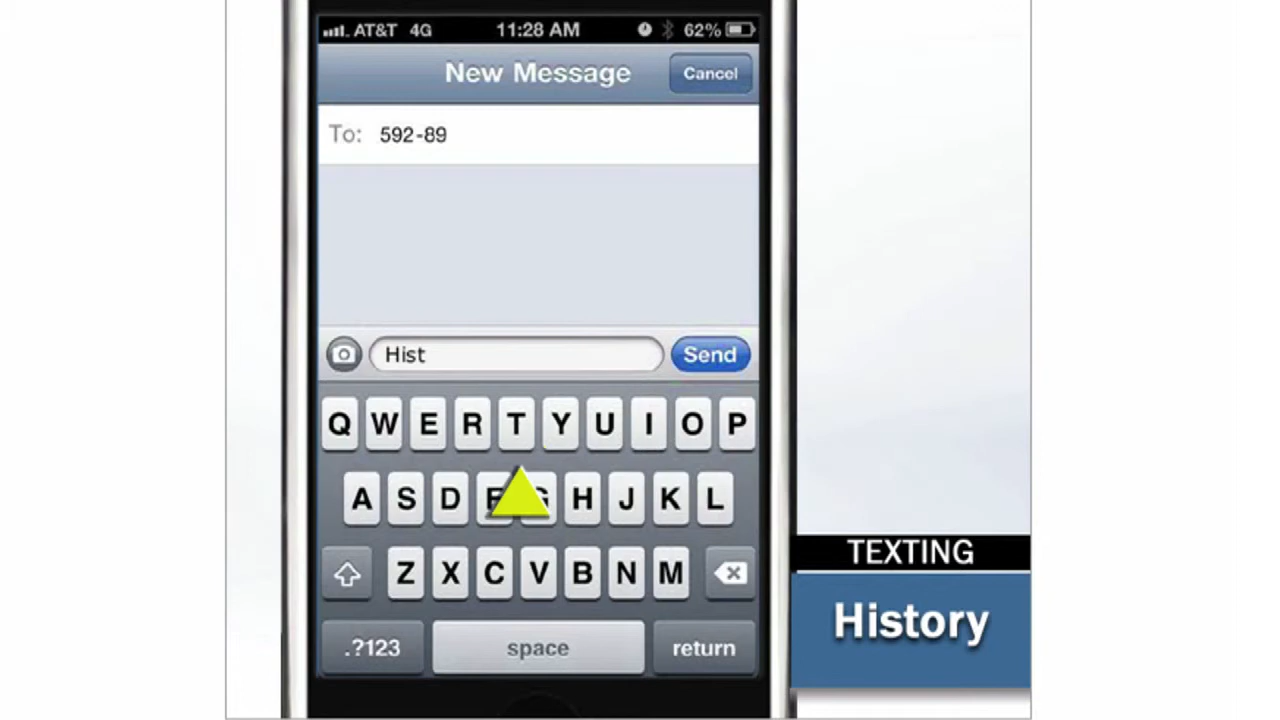 AT&T 4G 11:28 AM 62%
New Message Cancel
To: 592-89
Hist Send
Q W E R T Y U I O P
A S D F G H J K L
Z X C V B N M
.?123 space return
TEXTING
History